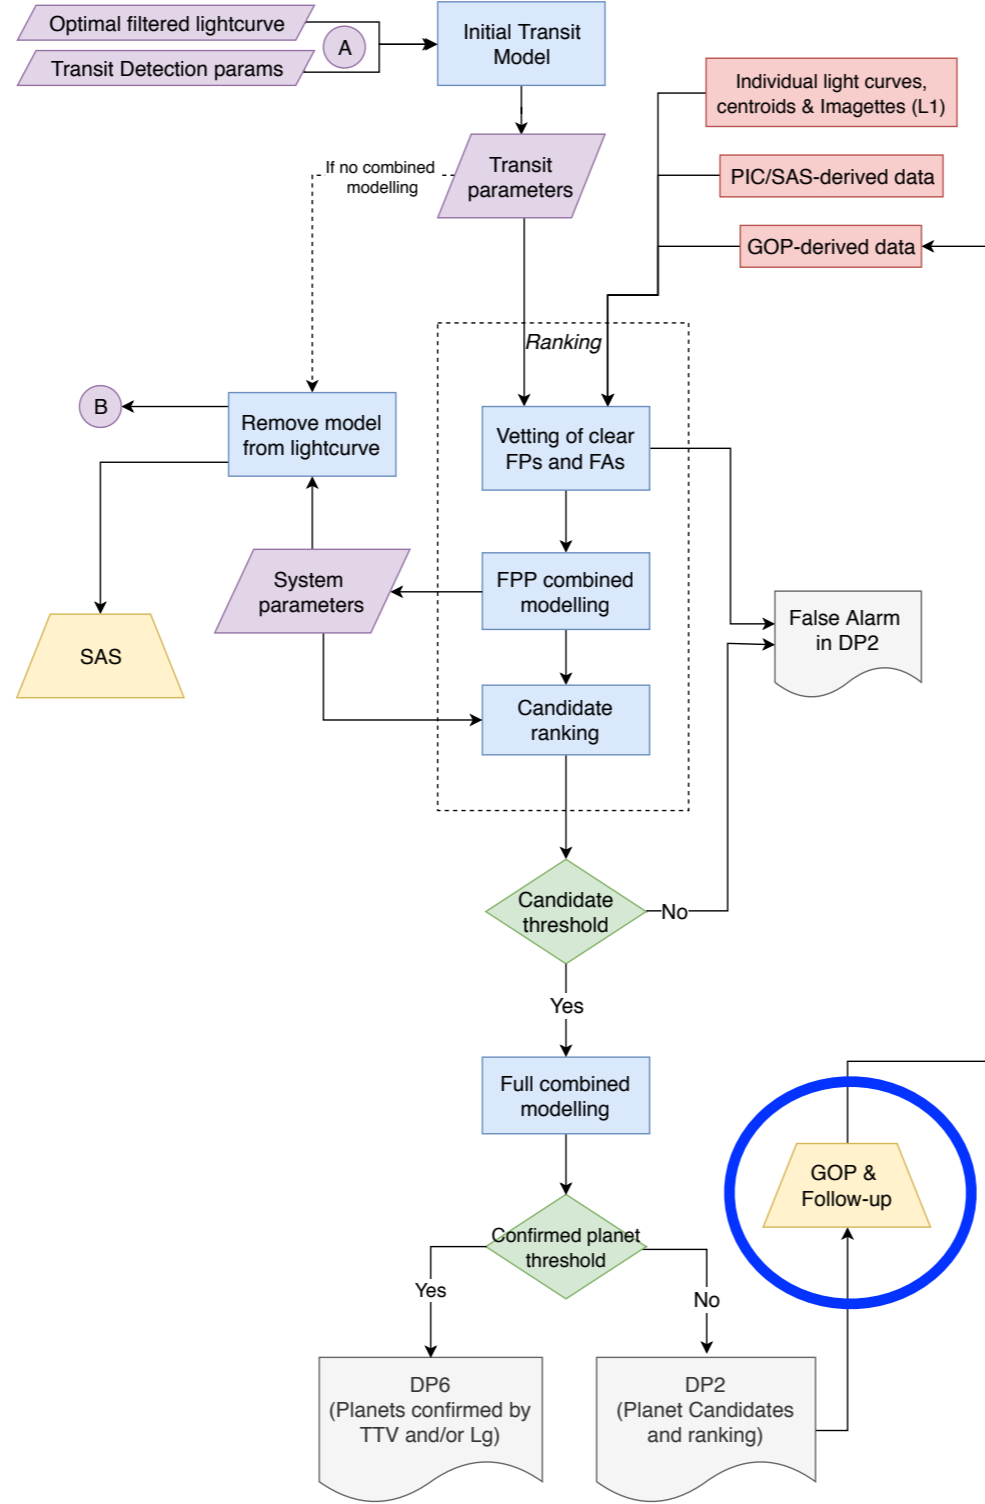 Optimal filtered lightcurve
A
Transit Detection params
Initial Transit
Model
Individual light curves,
centroids & Imagettes (L1)
If no combined
modelling
Transit
parameters
PIC/SAS-derived data
GOP-derived data
Ranking
B
Remove model
from lightcurve
Vetting of clear
FPs and FAs
System
parameters
FPP combined
modelling
False Alarm
in DP2
SAS
Candidate
ranking
Candidate
threshold
No
Yes
Full combined
modelling
GOP &
Follow-up
Confirmed planet
threshold
Yes
No
DP6
(Planets confirmed by
TTV and/or Lg)
DP2
(Planet Candidates
and ranking)